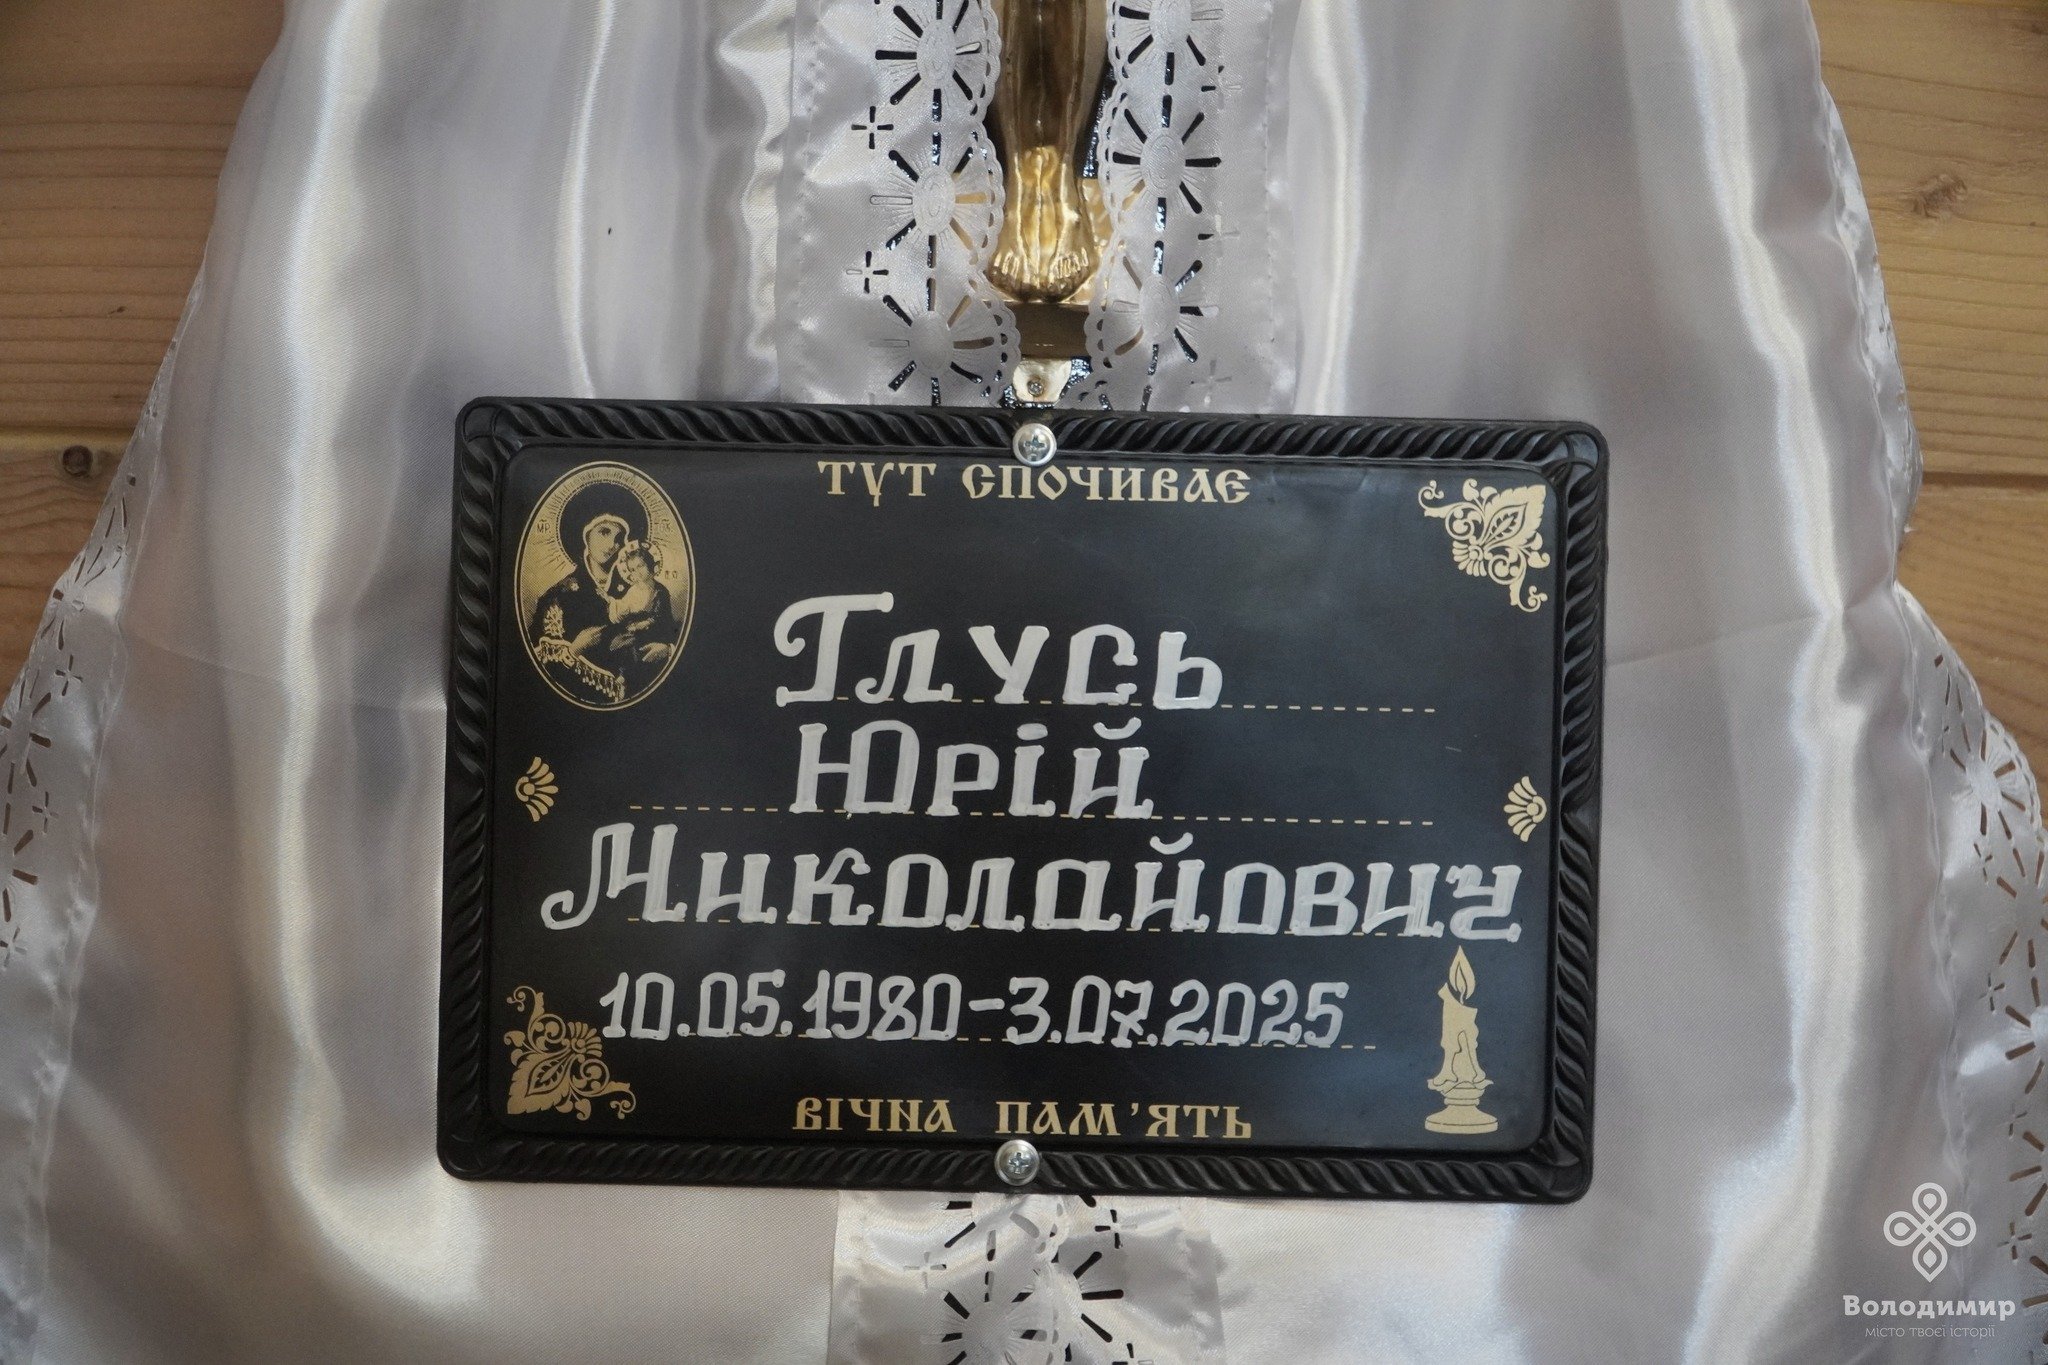 ТУТ СПОЧИВАЄ
Глусь
Юрій
Миколайович
10.05.1980-3.07.2025
ВІЧНА ПАМ'ЯТЬ
Володимир
місто твоєї історії